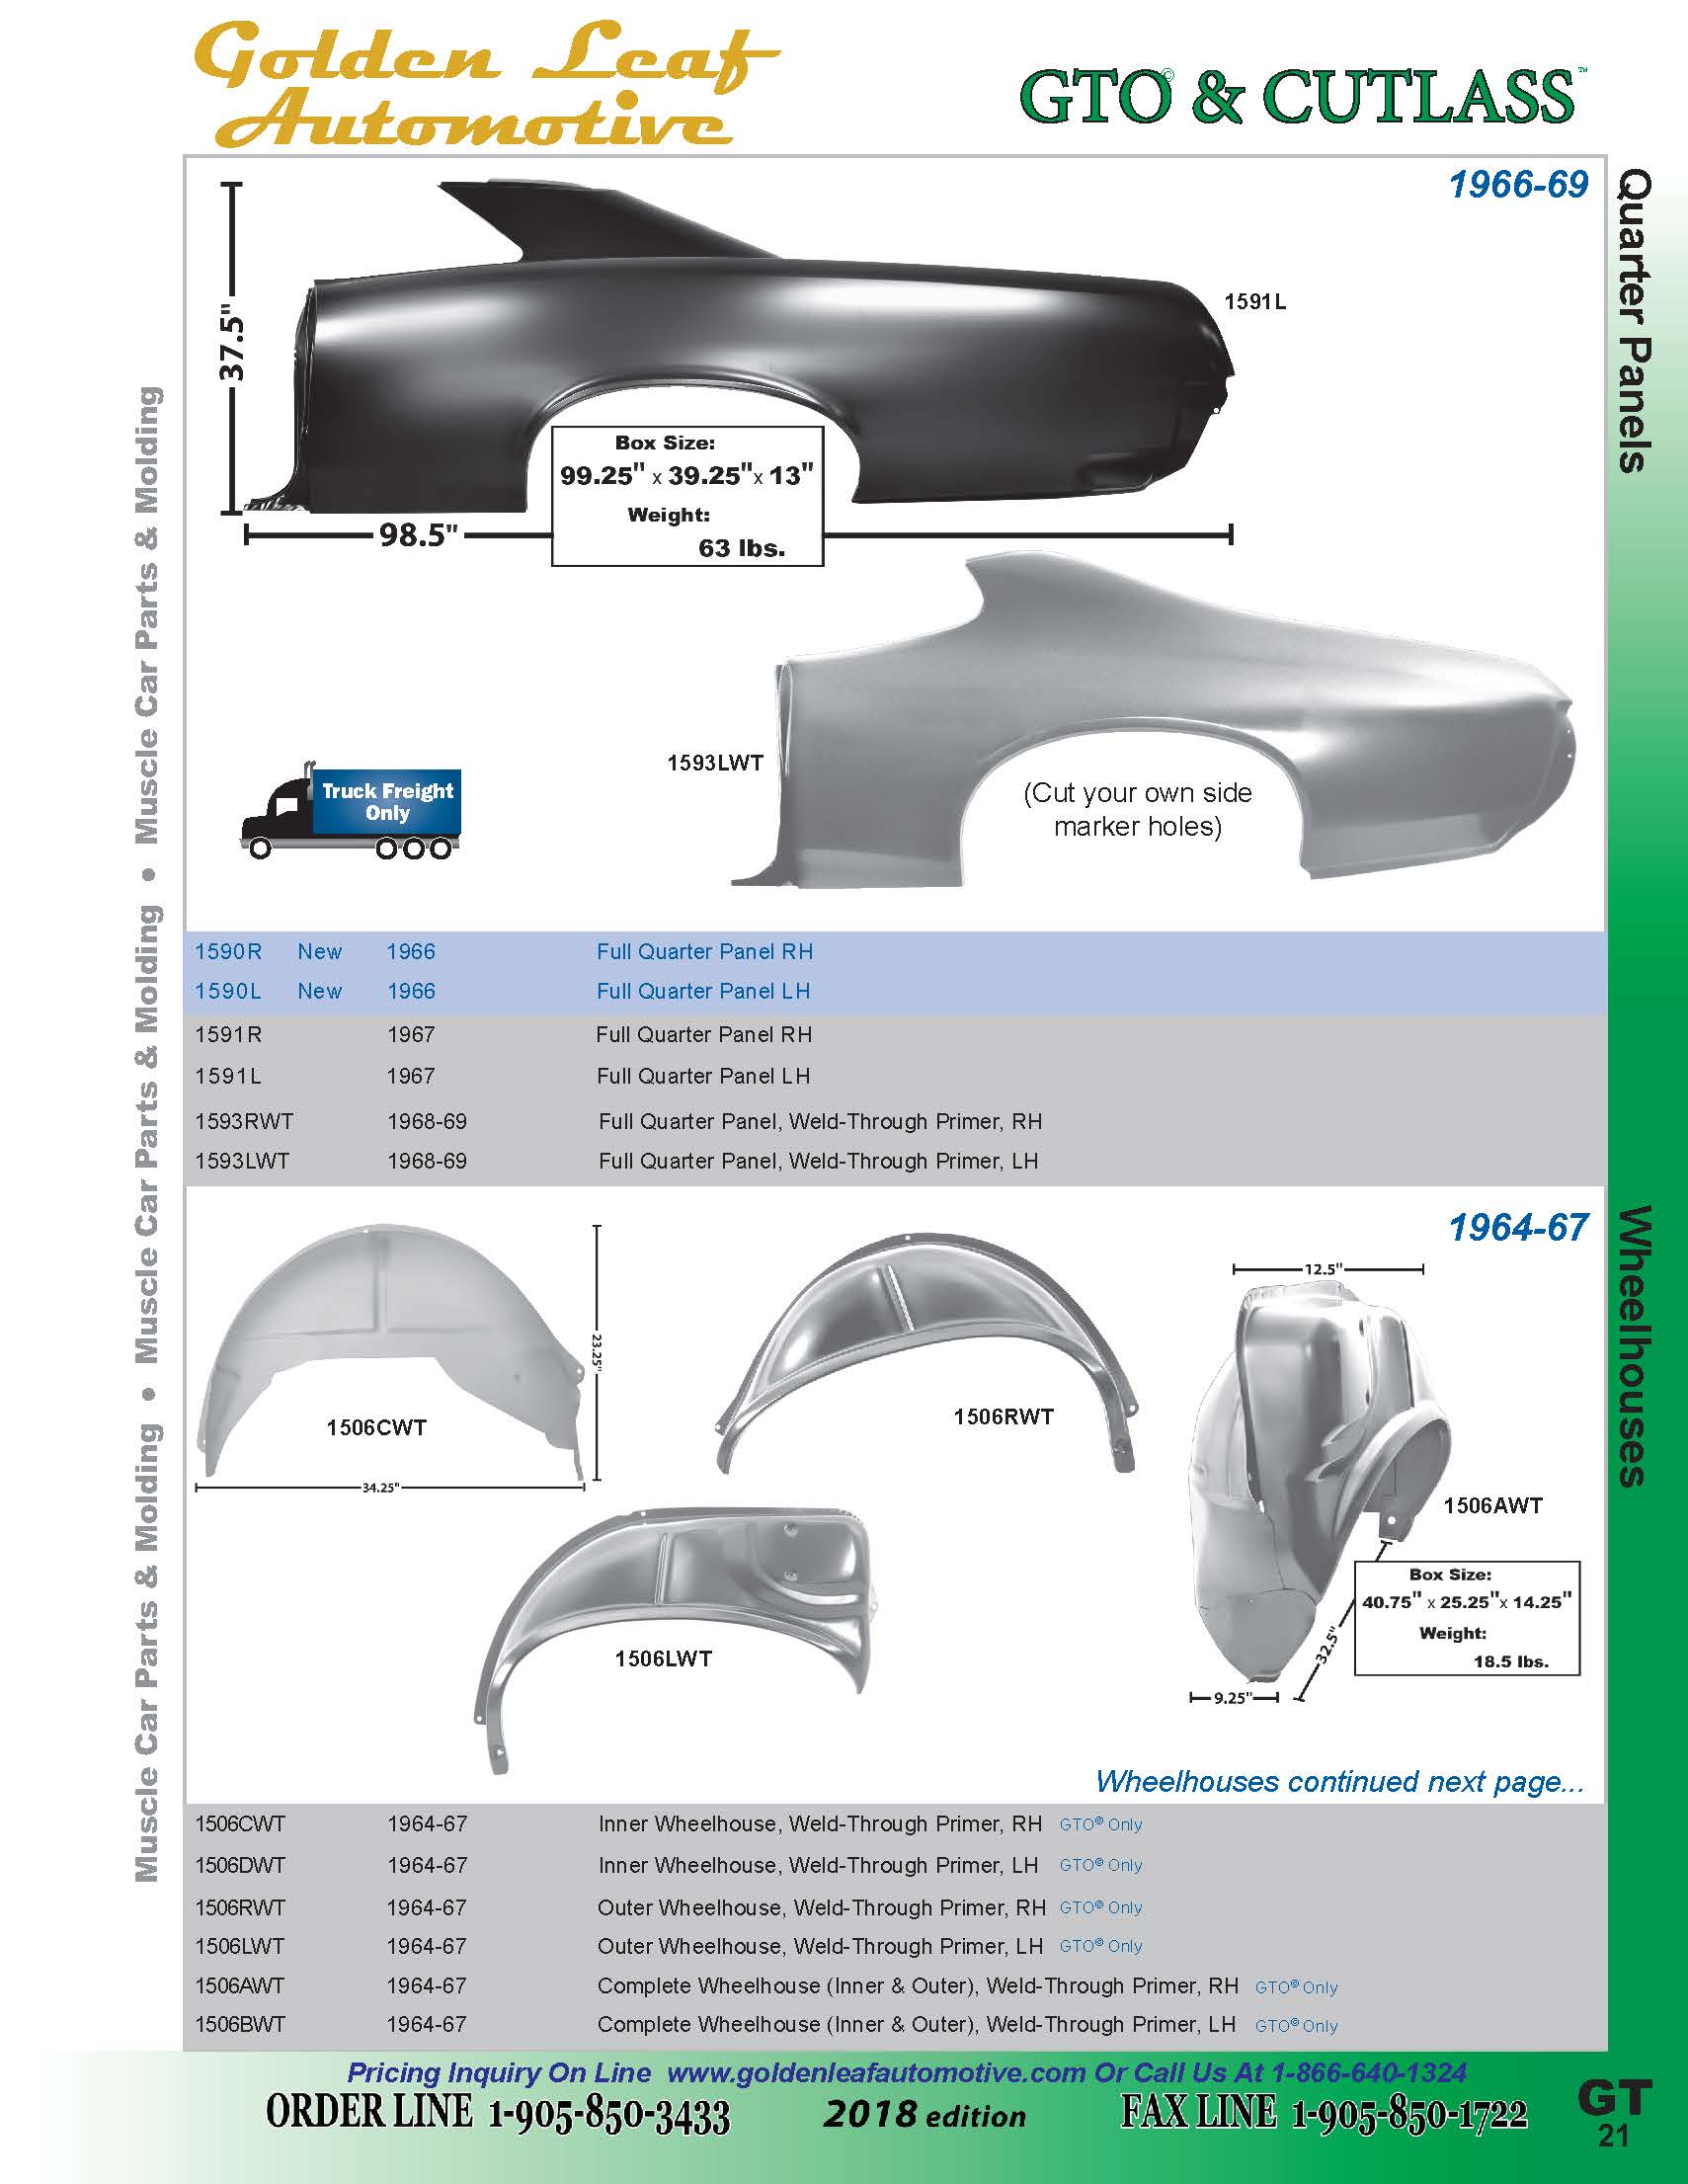 Golden Leaf
Automotive
GTO© & CUTLASS™
1966-69
Quarter Panels
37.5"
1591L
Box Size:
99.25" x 39.25"x 13"
Weight:
63 lbs.
98.5"
1593LWT
(Cut your own side
marker holes)
Truck Freight
Only
Muscle Car Parts & Molding • Muscle Car Parts & Molding • Muscle Car Parts & Molding
1590R New 1966 Full Quarter Panel RH
1590L New 1966 Full Quarter Panel LH
1591R 1967 Full Quarter Panel RH
1591L 1967 Full Quarter Panel LH
1593RWT 1968-69 Full Quarter Panel, Weld-Through Primer, RH
1593LWT 1968-69 Full Quarter Panel, Weld-Through Primer, LH
1964-67
Wheelhouses
12.5"
23.25"
1506CWT
34.25"
1506RWT
1506AWT
Box Size:
40.75" x 25.25"x 14.25"
Weight:
18.5 lbs.
32.5"
9.25"
1506LWT
Wheelhouses continued next page...
1506CWT 1964-67 Inner Wheelhouse, Weld-Through Primer, RH GTO© Only
1506DWT 1964-67 Inner Wheelhouse, Weld-Through Primer, LH GTO© Only
1506RWT 1964-67 Outer Wheelhouse, Weld-Through Primer, RH GTO© Only
1506LWT 1964-67 Outer Wheelhouse, Weld-Through Primer, LH GTO© Only
1506AWT 1964-67 Complete Wheelhouse (Inner & Outer), Weld-Through Primer, RH GTO© Only
1506BWT 1964-67 Complete Wheelhouse (Inner & Outer), Weld-Through Primer, LH GTO© Only
Pricing Inquiry On Line www.goldenleafautomotive.com Or Call Us At 1-866-640-1324
ORDER LINE 1-905-850-3433 2018 edition FAX LINE 1-905-850-1722
GT
21